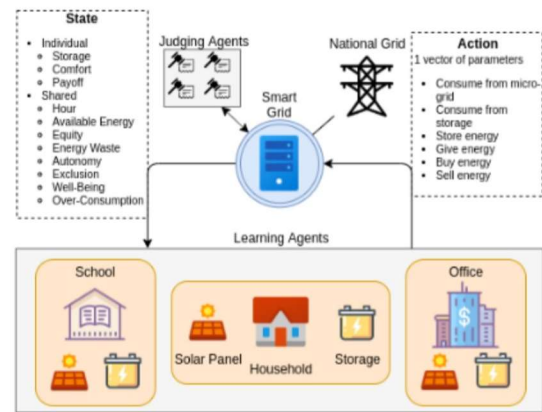 State
Individual
Storage
Comfort
Payoff
Shared
Hour
Available Energy
Equity
Energy Waste
Autonomy
Exclusion
Well-Being
Over-Consumption
Judging Agents
Smart
Grid
National Grid
Action
1 vector of parameters
Consume from micro-
grid
Consume from
storage
Store energy
Give energy
Buy energy
Sell energy
Learning Agents
School
Solar Panel
Household
Storage
Office
$